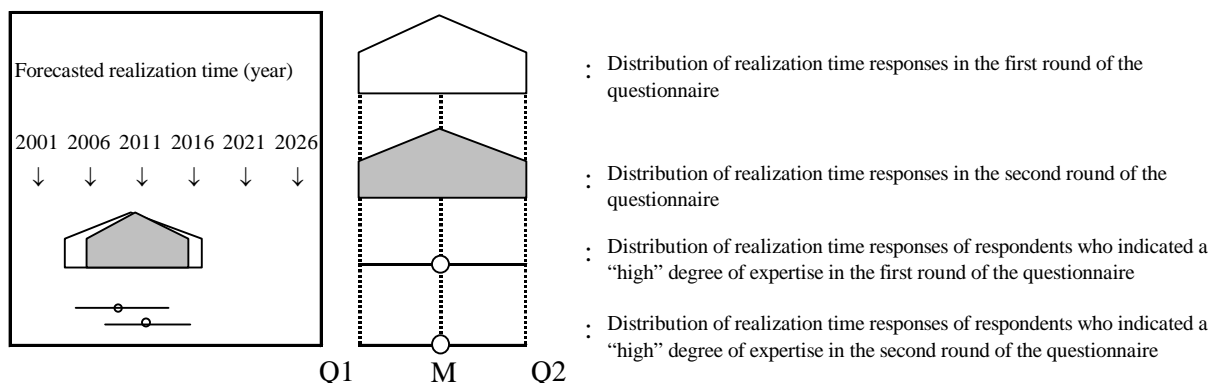 Forecasted realization time (year)
2001 2006 2011 2016 2021 2026
↓ ↓ ↓ ↓ ↓ ↓
: Distribution of realization time responses in the first round of the
questionnaire
: Distribution of realization time responses in the second round of the
questionnaire
: Distribution of realization time responses of respondents who indicated a
“high” degree of expertise in the first round of the questionnaire
: Distribution of realization time responses of respondents who indicated a
“high” degree of expertise in the second round of the questionnaire
Q1 M Q2